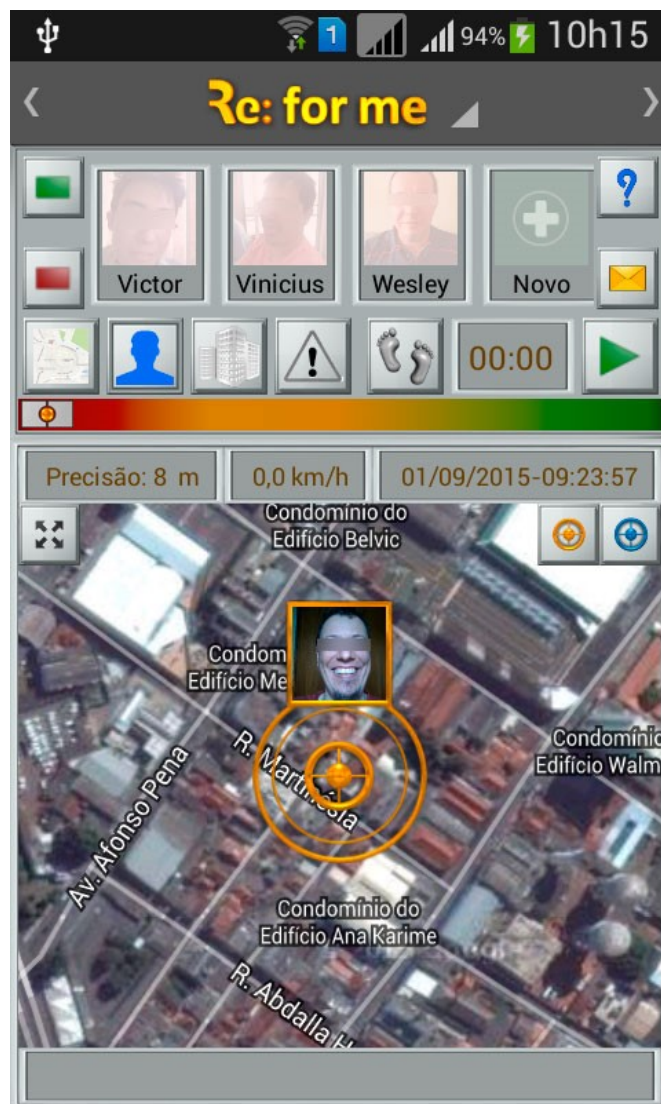 1
94%
10h15
Re: for me
?
Victor
Vinicius
Wesley
Novo
00:00
Precisão: 8 m
0,0 km/h
01/09/2015-09:23:57
Condomínio do
Edifício Belvic
Condom
Edifício Me
R. Martinésia
Condomínio
Edifício Walm
Av. Afonso Pena
Condomínio do
Edifício Ana Karime
R. Abdalla H